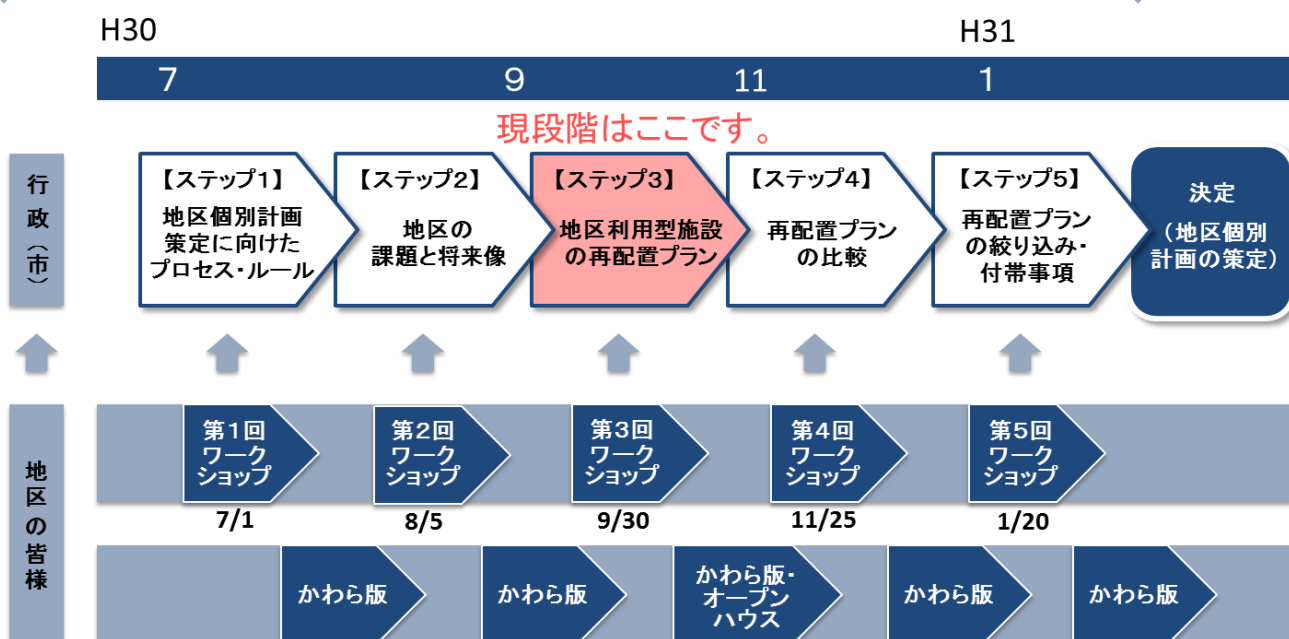 H30
H31
7
9
11
1
現段階はここです。
行政(市)
【ステップ1】
地区個別計画
策定に向けた
プロセス・ルール
【ステップ2】
地区の
課題と将来像
【ステップ3】
地区利用型施設
の再配置プラン
【ステップ4】
再配置プラン
の比較
【ステップ5】
再配置プラン
の絞り込み・
付帯事項
決定
(地区個別
計画の策定)
地区の皆様
第1回
ワーク
ショップ
7/1
第2回
ワーク
ショップ
8/5
第3回
ワーク
ショップ
9/30
第4回
ワーク
ショップ
11/25
第5回
ワーク
ショップ
1/20
かわら版
かわら版
かわら版・
オープン
ハウス
かわら版
かわら版